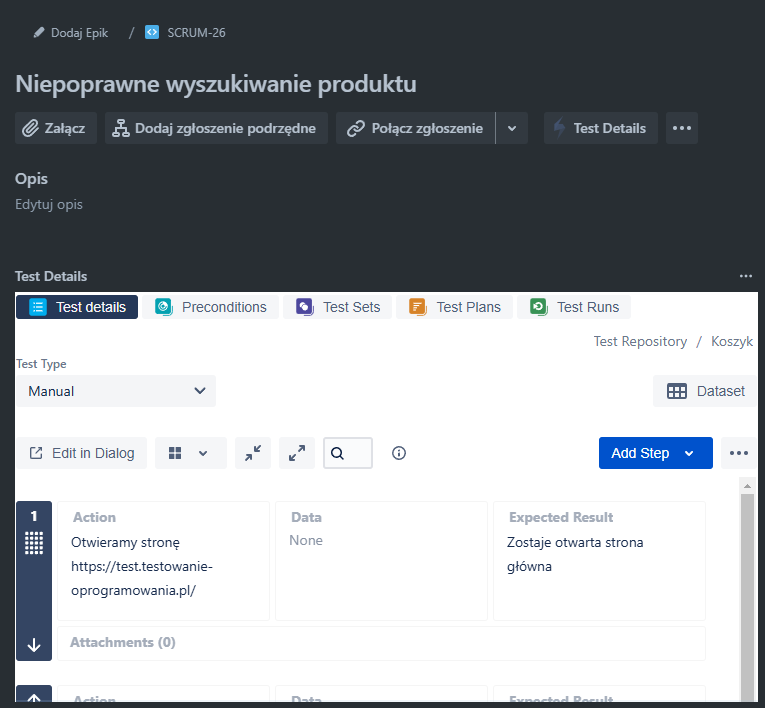 Dodaj Epik / SCRUM-26
Niepoprawne wyszukiwanie produktu
Załącz Dodaj zgłoszenie podrzędne Połącz zgłoszenie Test Details
Opis
Edytuj opis
Test Details
Test details Preconditions Test Sets Test Plans Test Runs
Test Repository / Koszyk
Test Type
Manual Dataset
Edit in Dialog Add Step
1 Action Data Expected Result
Otwieramy stronę None Zostaje otwarta strona
https://test.testowanie- główna
oprogramowania.pl/
Attachments (0)
Action Data Expected Result